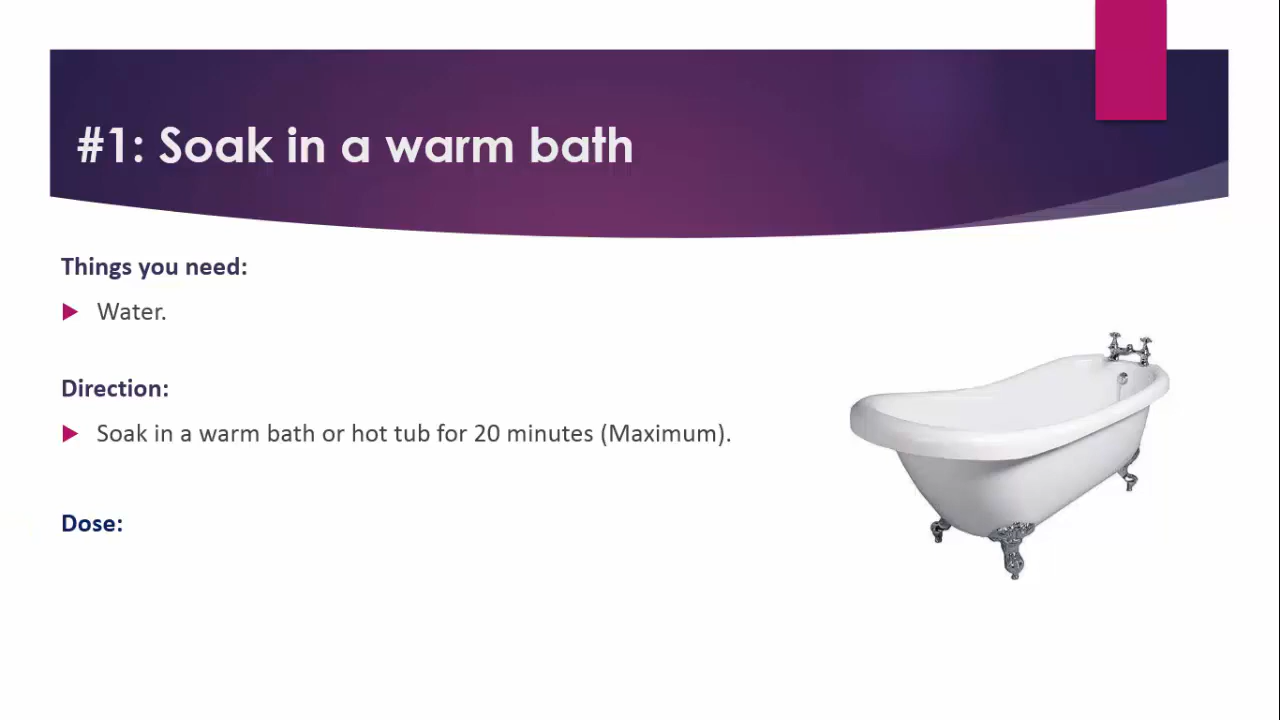 #1: Soak in a warm bath
Things you need:
Water.
Direction:
Soak in a warm bath or hot tub for 20 minutes (Maximum).
Dose: